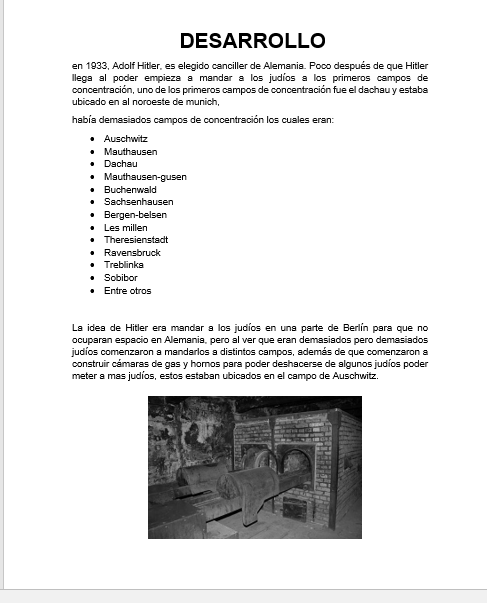 DESARROLLO
en 1933, Adolf Hitler, es elegido canciller de Alemania. Poco después de que Hitler
llega al poder empieza a mandar a los judíos a los primeros campos de
concentración, uno de los primeros campos de concentración fue el dachau y estaba
ubicado en al noroeste de munich,
había demasiados campos de concentración los cuales eran:
• Auschwitz
• Mauthausen
• Dachau
• Mauthausen-gusen
• Buchenwald
• Sachsenhausen
• Bergen-belsen
• Les millen
• Theresienstadt
• Ravensbruck
• Treblinka
• Sobibor
• Entre otros
La idea de Hitler era mandar a los judíos en una parte de Berlín para que no
ocuparan espacio en Alemania, pero al ver que eran demasiados pero demasiados
judíos comenzaron a mandarlos a distintos campos, además de que comenzaron a
construir cámaras de gas y hornos para poder deshacerse de algunos judíos poder
meter a mas judíos, estos estaban ubicados en el campo de Auschwitz.